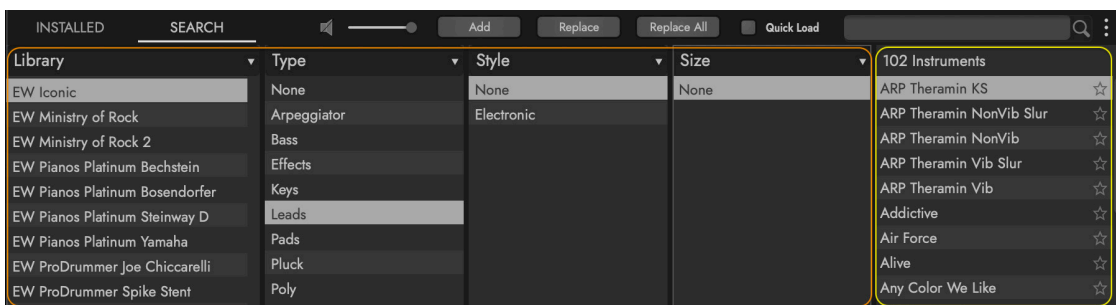 INSTALLED SEARCH Add Replace Replace All Quick Load
Library Type Style Size 102 Instruments
EW Iconic None None None ARP Theramin KS
EW Ministry of Rock Arpeggiator Electronic ARP Theramin NonVib Slur
EW Ministry of Rock 2 Bass ARP Theramin NonVib
EW Pianos Platinum Bechstein Effects ARP Theramin Vib Slur
EW Pianos Platinum Bosendorfer Keys ARP Theramin Vib
EW Pianos Platinum Steinway D Leads Addictive
EW Pianos Platinum Yamaha Pads Air Force
EW ProDrummer Joe Chiccarelli Pluck Alive
EW ProDrummer Spike Stent Poly Any Color We Like